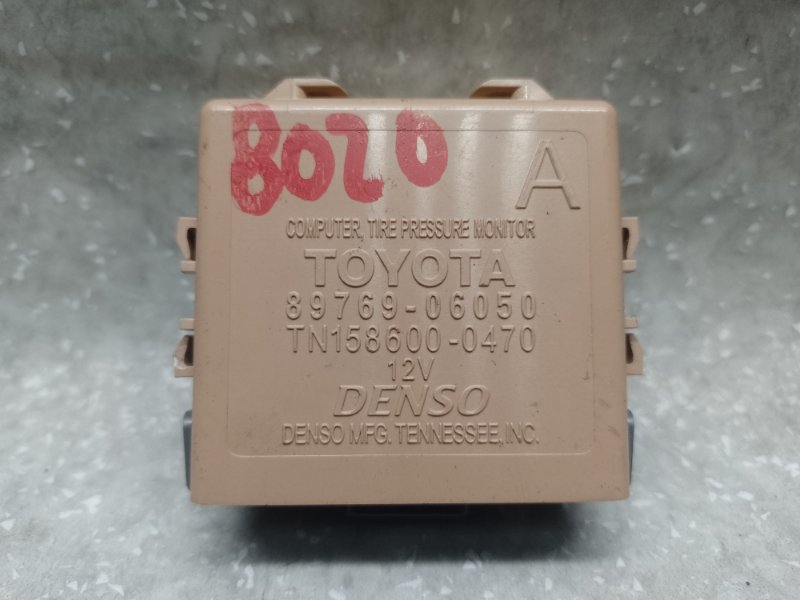 8020
A
COMPUTER, TIRE PRESSURE MONITOR
TOYOTA
89769-06050
TN158600-0470
12V
DENSO
DENSO MFG. TENNESSEE, INC.